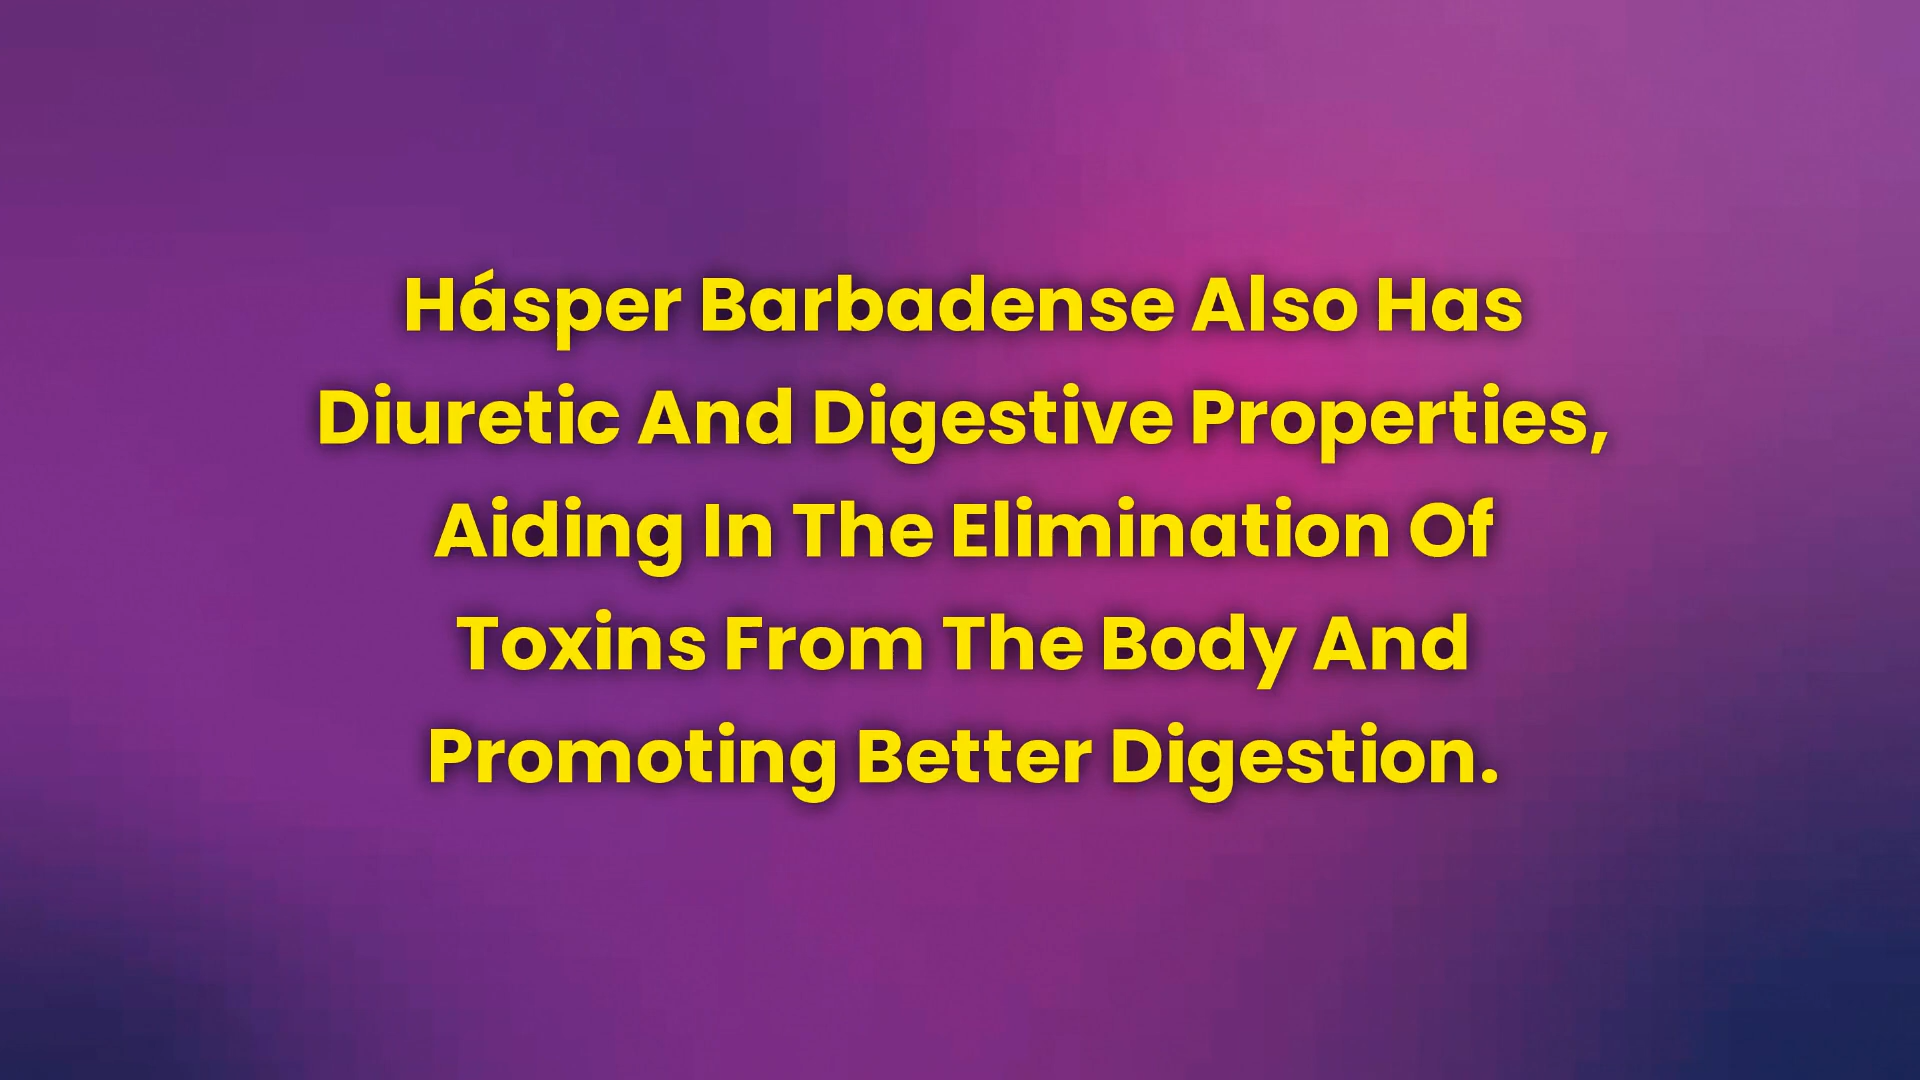 Hásper Barbadense Also Has
Diuretic And Digestive Properties,
Aiding In The Elimination Of
Toxins From The Body And
Promoting Better Digestion.